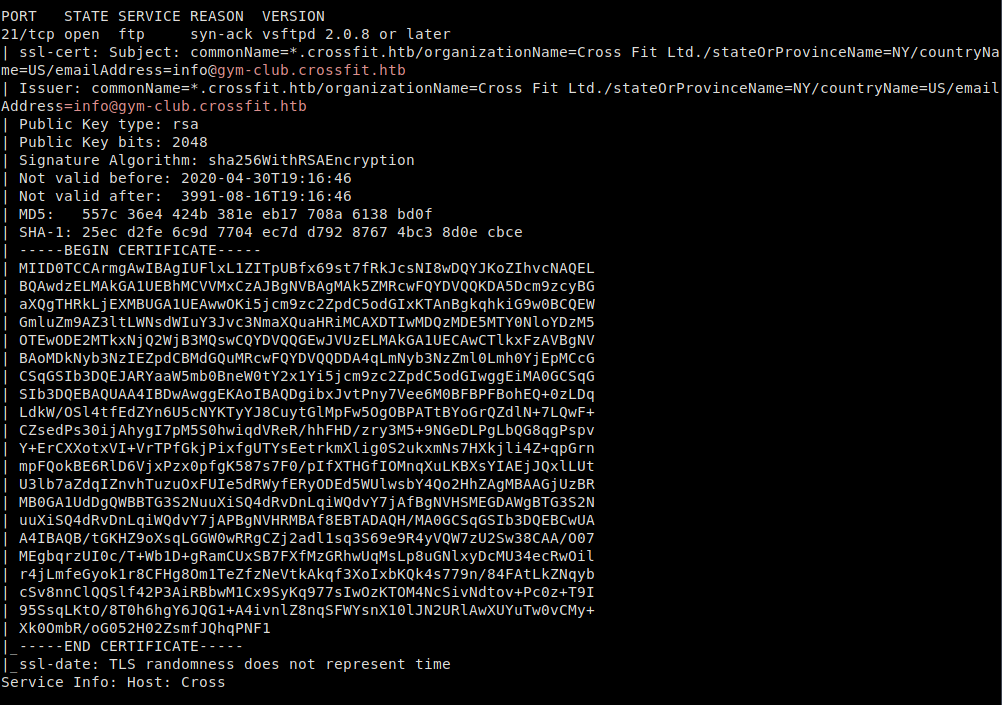 PORT   STATE SERVICE REASON  VERSION
21/tcp open  ftp     syn-ack vsftpd 2.0.8 or later
| ssl-cert: Subject: commonName=*.crossfit.htb/organizationName=Cross Fit Ltd./stateOrProvinceName=NY/countryNa
me=US/emailAddress=info@gym-club.crossfit.htb
| Issuer: commonName=*.crossfit.htb/organizationName=Cross Fit Ltd./stateOrProvinceName=NY/countryName=US/email
Address=info@gym-club.crossfit.htb
| Public Key type: rsa
| Public Key bits: 2048
| Signature Algorithm: sha256WithRSAEncryption
| Not valid before: 2020-04-30T19:16:46
| Not valid after:  3991-08-16T19:16:46
| MD5:   557c 36e4 424b 381e eb17 708a 6138 bd0f
| SHA-1: 25ec d2fe 6c9d 7704 ec7d d792 8767 4bc3 8d0e cbce
| -----BEGIN CERTIFICATE-----
| MIID0TCCArmgAwIBAgIUFlxL1ZITpUBfx69st7fRkJcsNI8wDQYJKoZIhvcNAQEL
| BQAwdzELMAkGA1UEBhMCVVMxCzAJBgNVBAgMAk5ZMRcwFQYDVQQKDA5Dcm9zcyBG
| aXQgTHRkLjEXMBUGA1UEAwwOKi5jcm9zc2ZpdC5odGIxKTAnBgkqhkiG9w0BCQEW
| GmluZm9AZ3ltLWNsdWIuY3Jvc3NmaXQuaHRiMCAXDTIwMDQzMDE5MTY0NloYDzM5
| OTEwODE2MTkxNjQ2WjB3MQswCQYDVQQGEwJVUzELMAkGA1UECAwCTlkxFzAVBgNV
| BAoMDkNyb3NzIEZpdCBMdGQuMRcwFQYDVQQDDA4qLmNyb3NzZml0Lmh0YjEpMCcG
| CSqGSIb3DQEJARYaaW5mb0BneW0tY2x1Yi5jcm9zc2ZpdC5odGIwggEiMA0GCSqG
| SIb3DQEBAQUAA4IBDwAwggEKAoIBAQDgibxJvtPny7Vee6M0BFBPFBohEQ+0zLDq
| LdkW/OSl4tfEdZYn6U5cNYKTyYJ8CuytGlMpFw5OgOBPATtBYoGrQZdlN+7LQwF+
| CZsedPs30ijAhygI7pM5S0hwiqdVReR/hhFHD/zry3M5+9NGeDLPgLbQG8qgPspv
| Y+ErCXXotxVI+VrTPfGkjPixfgUTYsEetrkmXlig0S2ukxmNs7HXkjli4Z+qpGrn
| mpFQokBE6RlD6VjxPzx0pfgK587s7F0/pIfXTHGfIOMnqXuLKBXsYIAEjJQxlLUt
| U3lb7aZdqIZnvhTuzuOxFUIe5dRWyfERyODEd5WUlwsbY4Qo2HhZAgMBAAGjUzBR
| MB0GA1UdDgQWBBTG3S2NuuXiSQ4dRvDnLqiWQdvY7jAfBgNVHSMEGDAWgBTG3S2N
| uuXiSQ4dRvDnLqiWQdvY7jAPBgNVHRMBAf8EBTADAQH/MA0GCSqGSIb3DQEBCwUA
| A4IBAQB/tGKHZ9oXsqLGGW0wRRgCZj2adl1sq3S69e9R4yVQW7zU2Sw38CAA/O07
| MEgbqrzUI0c/T+Wb1D+gRamCUxSB7FXfMzGRhwUqMsLp8uGNlxyDcMU34ecRwOil
| r4jLmfeGyok1r8CFHg8Om1TeZfzNeVtkAkqf3XoIxbKQk4s779n/84FAtLkZNqyb
| cSv8nnClQQSlf42P3AiRBbwM1Cx9SyKq977sIwOzKTOM4NcSivNdtov+Pc0z+T9I
| 95SsqLKtO/8T0h6hgY6JQG1+A4ivnlZ8nqSFWYsnX10lJN2URlAwXUYuTw0vCMy+
| Xk0OmbR/oG052H02ZsmfJQhqPNF1
|_-----END CERTIFICATE-----
|_ssl-date: TLS randomness does not represent time
Service Info: Host: Cross